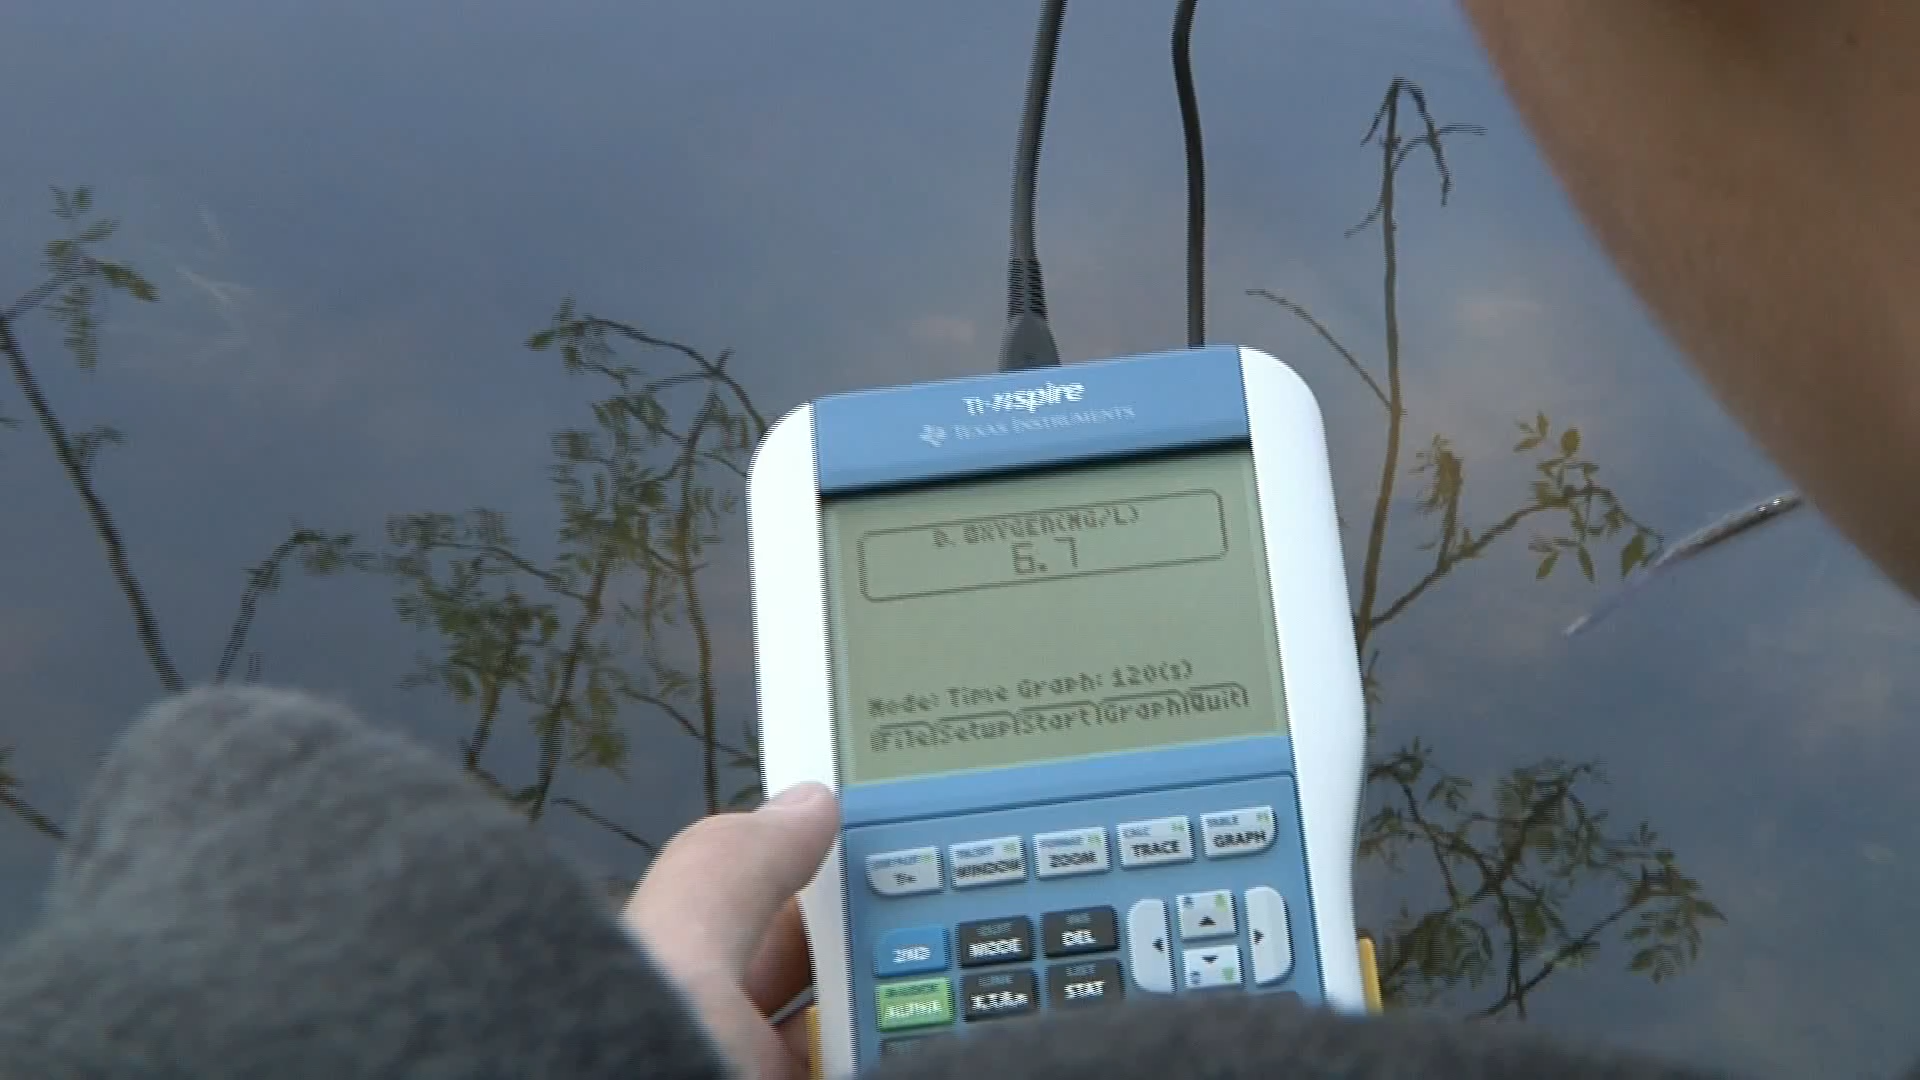 TI-nspire
TEXAS INSTRUMENTS
D. OXYGEN(MG/L)
6.7
Mode: Time Graph: 120(s)
File Setup Start Graph Quit
Y= WINDOW ZOOM TRACE GRAPH
2ND MODE DEL
ALPHA X,T,θ,n STAT